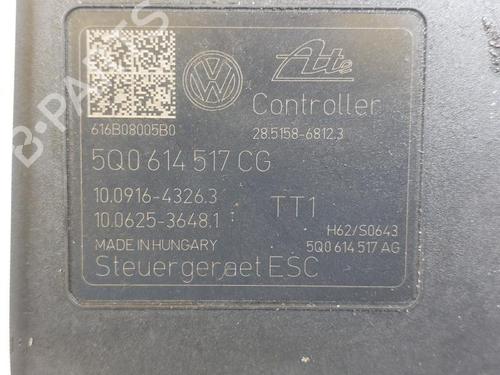 Ate
Controller
616B08005B0
28.5158-6812.3
5Q0 614 517 CG
10.0916-4326.3
TT1
10.0625-3648.1
H62/S0643
MADE IN HUNGARY
5Q0 614 517 AG
Steuergeraet ESC
B-PARTS